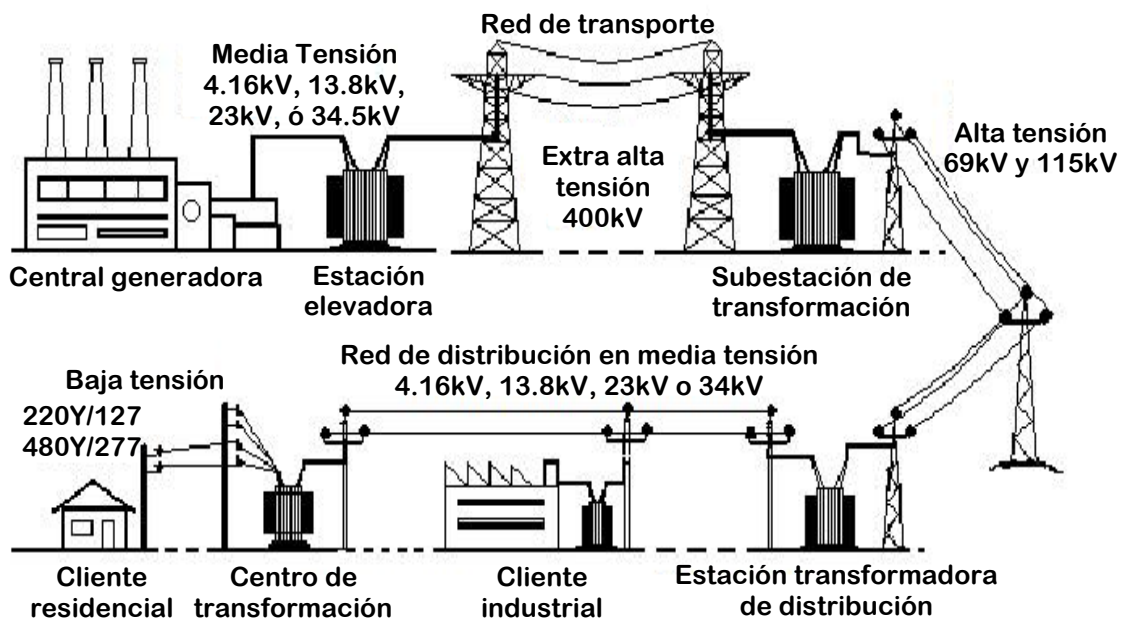 Red de transporte
Media Tensión
4.16kV, 13.8kV,
23kV, ó 34.5kV
Extra alta
tensión
400kV
Alta tensión
69kV y 115kV
Central generadora
Estación
elevadora
Subestación de
transformación
Red de distribución en media tensión
4.16kV, 13.8kV, 23kV o 34kV
Baja tensión
220Y/127
480Y/277
Cliente
residencial
Centro de
transformación
Cliente
industrial
Estación transformadora
de distribución